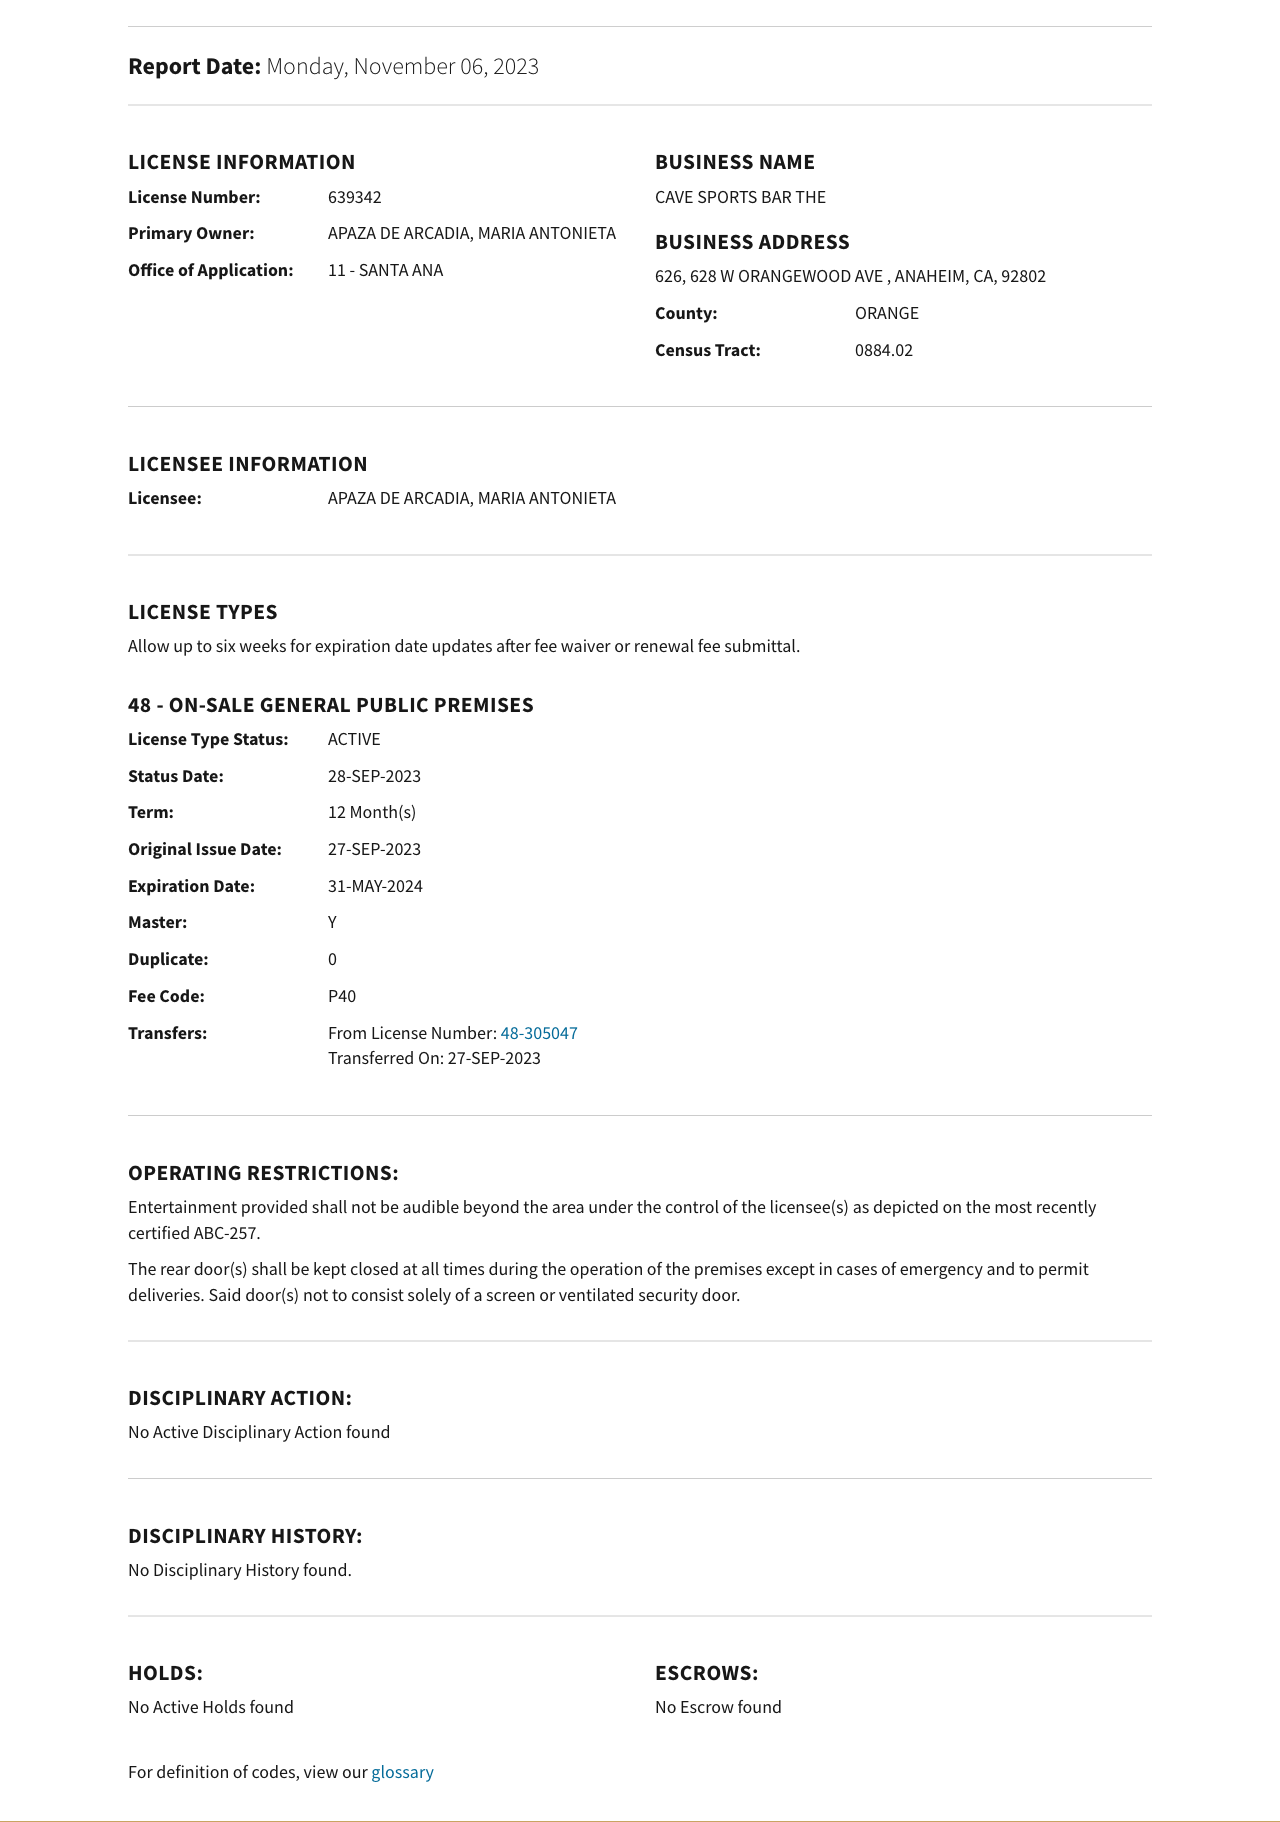 Report Date: Monday, November 06, 2023
LICENSE INFORMATION
License Number: 639342
Primary Owner: APAZA DE ARCADIA, MARIA ANTONIETA
Office of Application: 11 - SANTA ANA
BUSINESS NAME
CAVE SPORTS BAR THE
BUSINESS ADDRESS
626, 628 W ORANGEWOOD AVE , ANAHEIM, CA, 92802
County: ORANGE
Census Tract: 0884.02
LICENSEE INFORMATION
Licensee: APAZA DE ARCADIA, MARIA ANTONIETA
LICENSE TYPES
Allow up to six weeks for expiration date updates after fee waiver or renewal fee submittal.
48 - ON-SALE GENERAL PUBLIC PREMISES
License Type Status: ACTIVE
Status Date: 28-SEP-2023
Term: 12 Month(s)
Original Issue Date: 27-SEP-2023
Expiration Date: 31-MAY-2024
Master: Y
Duplicate: 0
Fee Code: P40
Transfers: From License Number: 48-305047
Transferred On: 27-SEP-2023
OPERATING RESTRICTIONS:
Entertainment provided shall not be audible beyond the area under the control of the licensee(s) as depicted on the most recently
certified ABC-257.
The rear door(s) shall be kept closed at all times during the operation of the premises except in cases of emergency and to permit
deliveries. Said door(s) not to consist solely of a screen or ventilated security door.
DISCIPLINARY ACTION:
No Active Disciplinary Action found
DISCIPLINARY HISTORY:
No Disciplinary History found.
HOLDS:
No Active Holds found
ESCROWS:
No Escrow found
For definition of codes, view our glossary